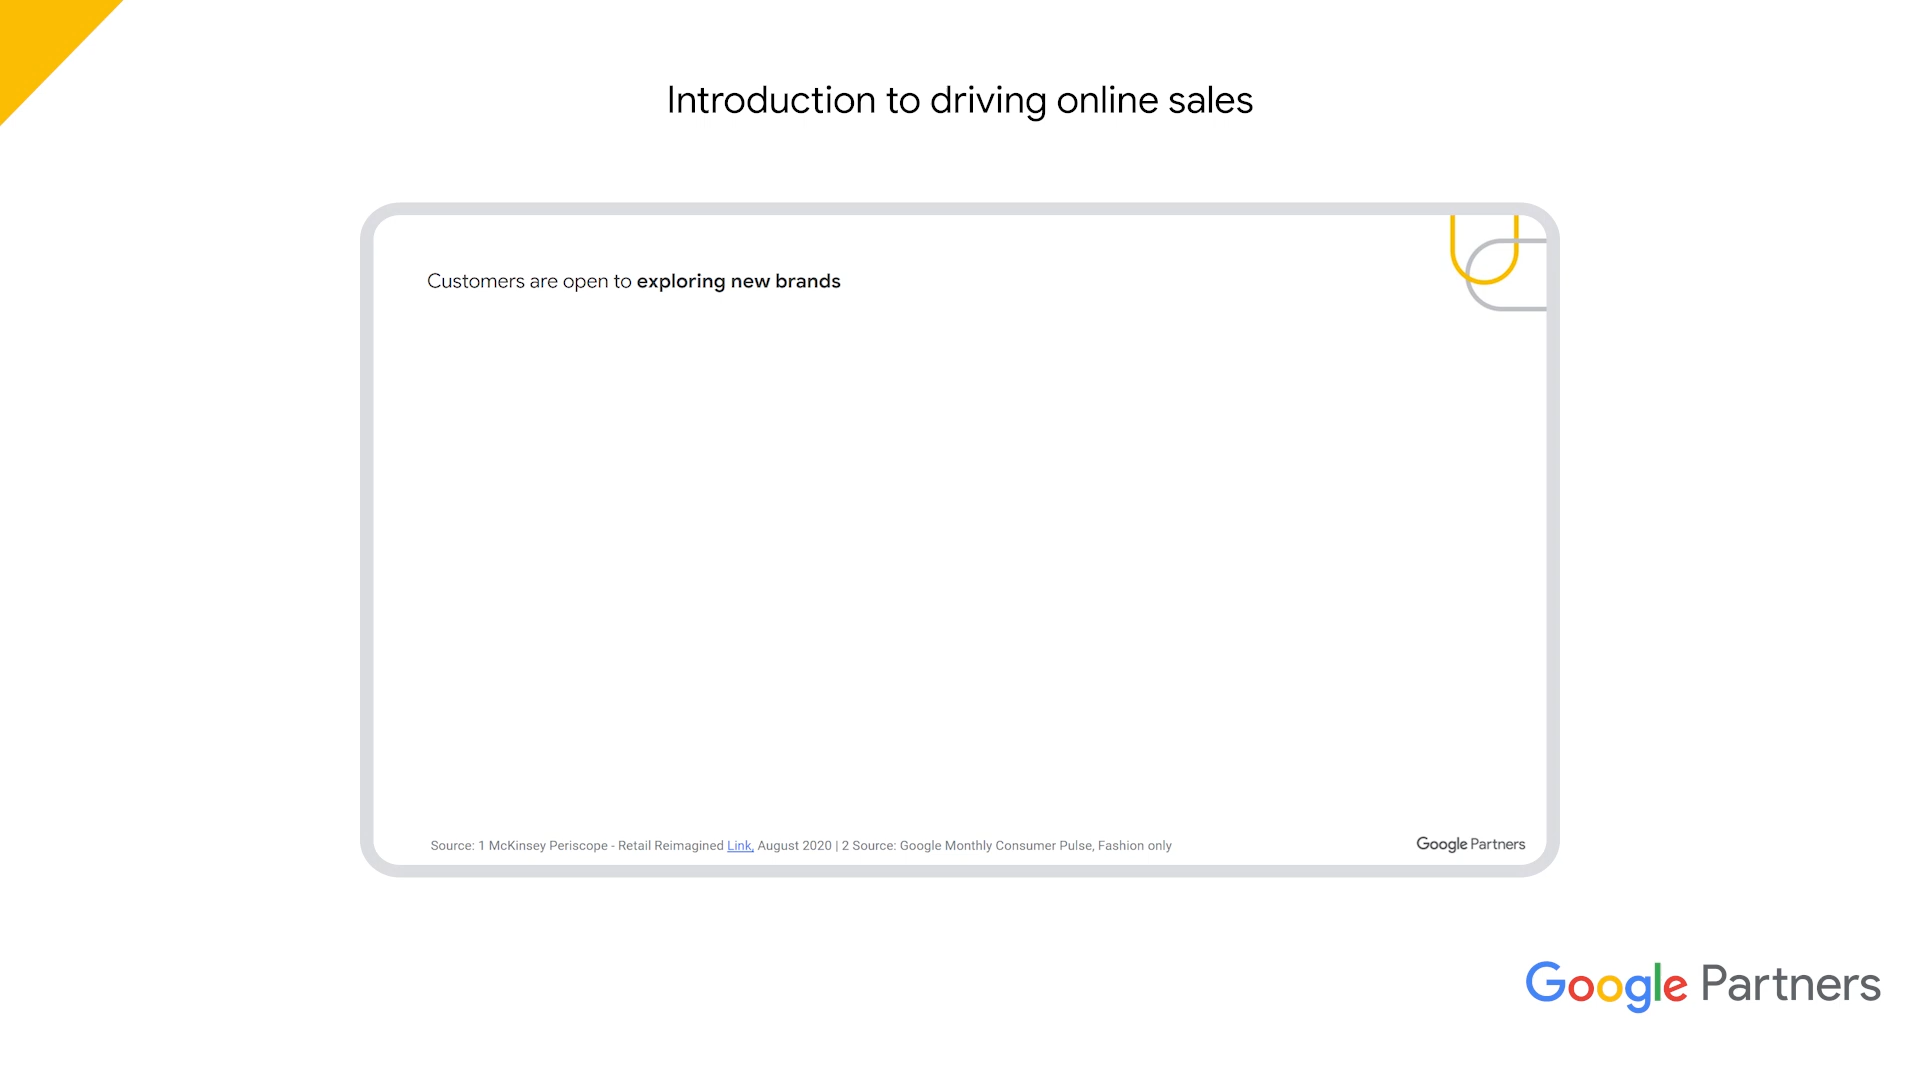 Introduction to driving online sales
Customers are open to exploring new brands
Source: 1 McKinsey Periscope - Retail Reimagined Link, August 2020 | 2 Source: Google Monthly Consumer Pulse, Fashion only
Google Partners
Google Partners